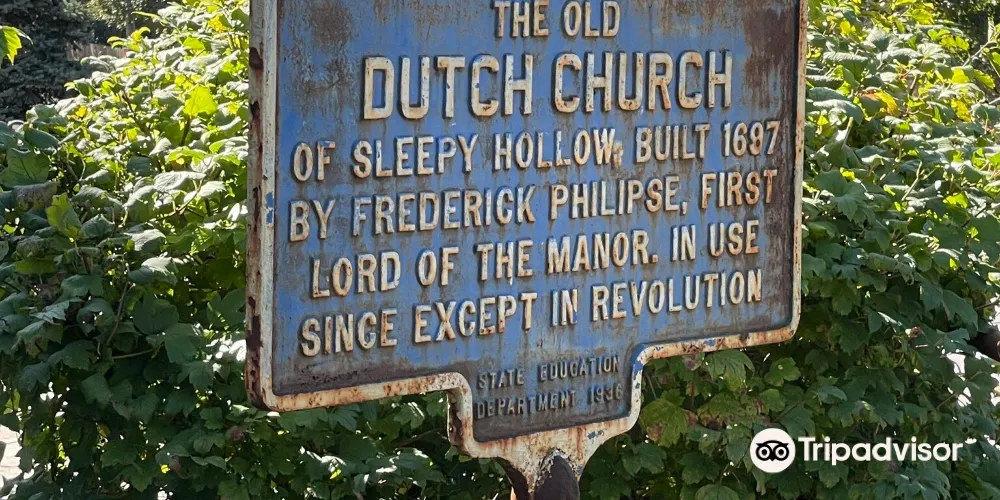 THE OLD
DUTCH CHURCH
OF SLEEPY HOLLOW, BUILT 1697
BY FREDERICK PHILIPSE, FIRST
LORD OF THE MANOR. IN USE
SINCE EXCEPT IN REVOLUTION
STATE EDUCATION
DEPARTMENT 1936
Tripadvisor